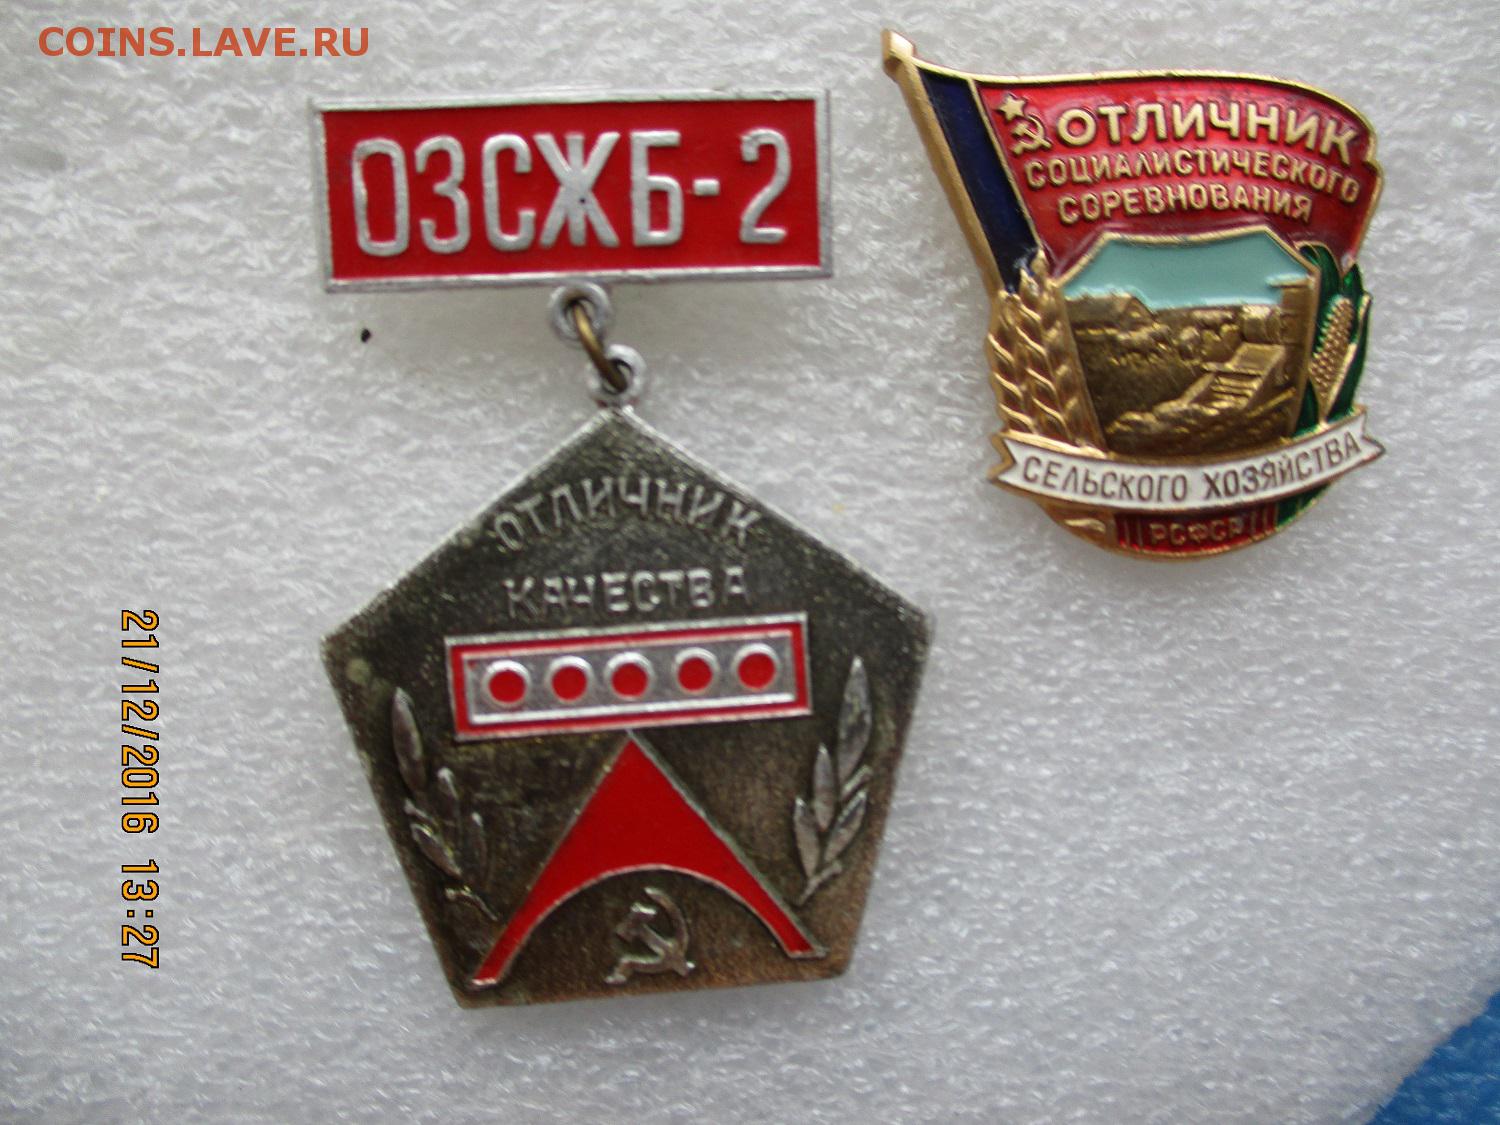 COINS.LAVE.RU
ОЗСЖБ-2
ОТЛИЧНИК
КАЧЕСТВА
ОТЛИЧНИК
СОЦИАЛИСТИЧЕСКОГО
СОРЕВНОВАНИЯ
СЕЛЬСКОГО ХОЗЯЙСТВА
РСФСР
21/12/2016 13:27